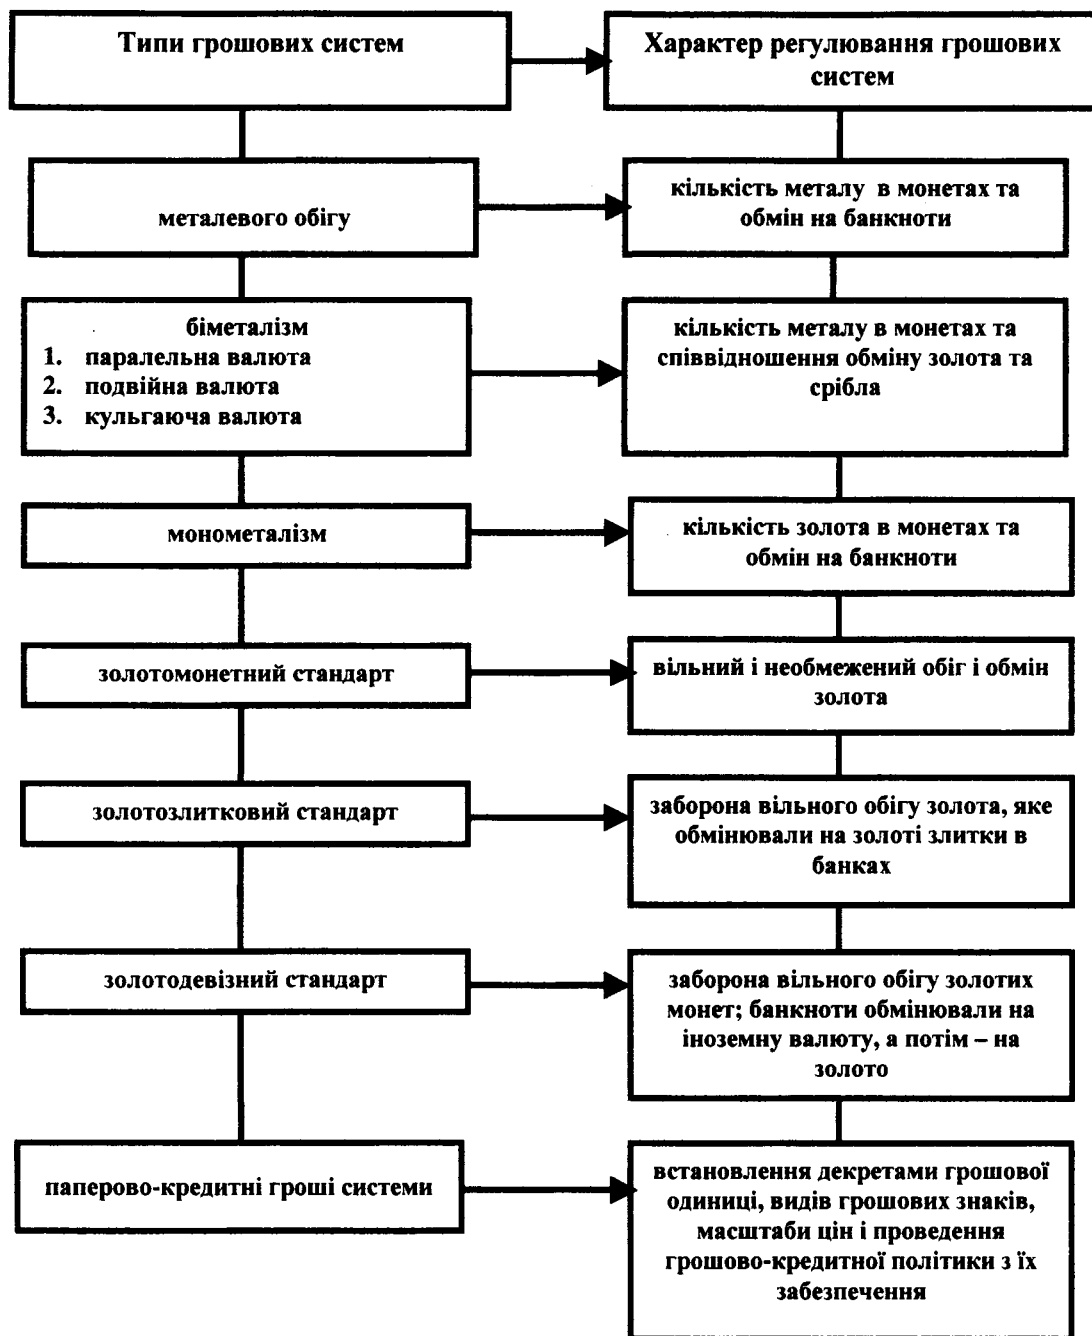 Типи грошових систем
Характер регулювання грошових
систем
металевого обігу
кількість металу в монетах та
обмін на банкноти
біметалізм
1. паралельна валюта
2. подвійна валюта
3. кульгаюча валюта
кількість металу в монетах та
співвідношення обміну золота та
срібла
монометалізм
кількість золота в монетах та
обмін на банкноти
золотомонетний стандарт
вільний і необмежений обіг і обмін
золота
золотозлитковий стандарт
заборона вільного обігу золота, яке
обмінювали на золоті злитки в
банках
золотодевізний стандарт
заборона вільного обігу золотих
монет; банкноти обмінювали на
іноземну валюту, а потім – на
золото
паперово-кредитні гроші системи
встановлення декретами грошової
одиниці, видів грошових знаків,
масштаби цін і проведення
грошово-кредитної політики з їх
забезпечення